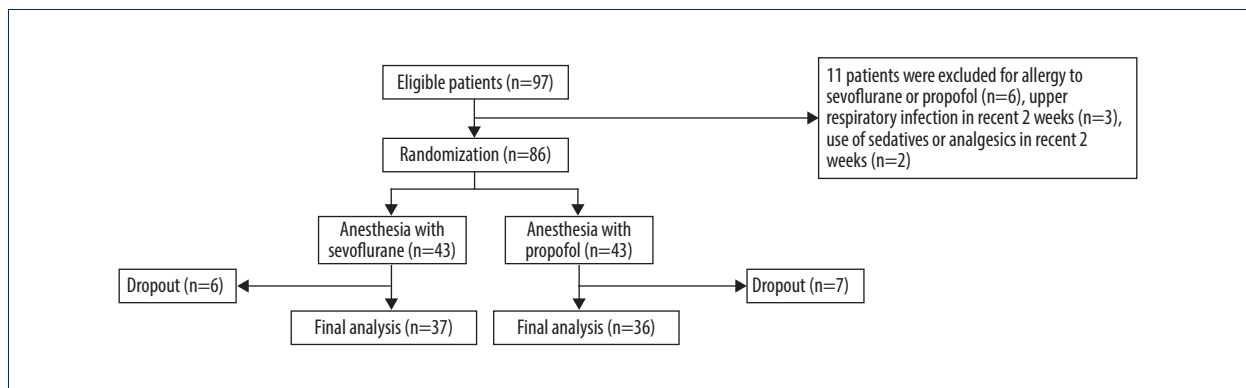 Eligible patients (n=97)
11 patients were excluded for allergy to
sevoflurane or propofol (n=6), upper
respiratory infection in recent 2 weeks (n=3),
use of sedatives or analgesics in recent 2
weeks (n=2)
Randomization (n=86)
Anesthesia with
sevoflurane (n=43)
Anesthesia with
propofol (n=43)
Dropout (n=6)
Dropout (n=7)
Final analysis (n=37)
Final analysis (n=36)